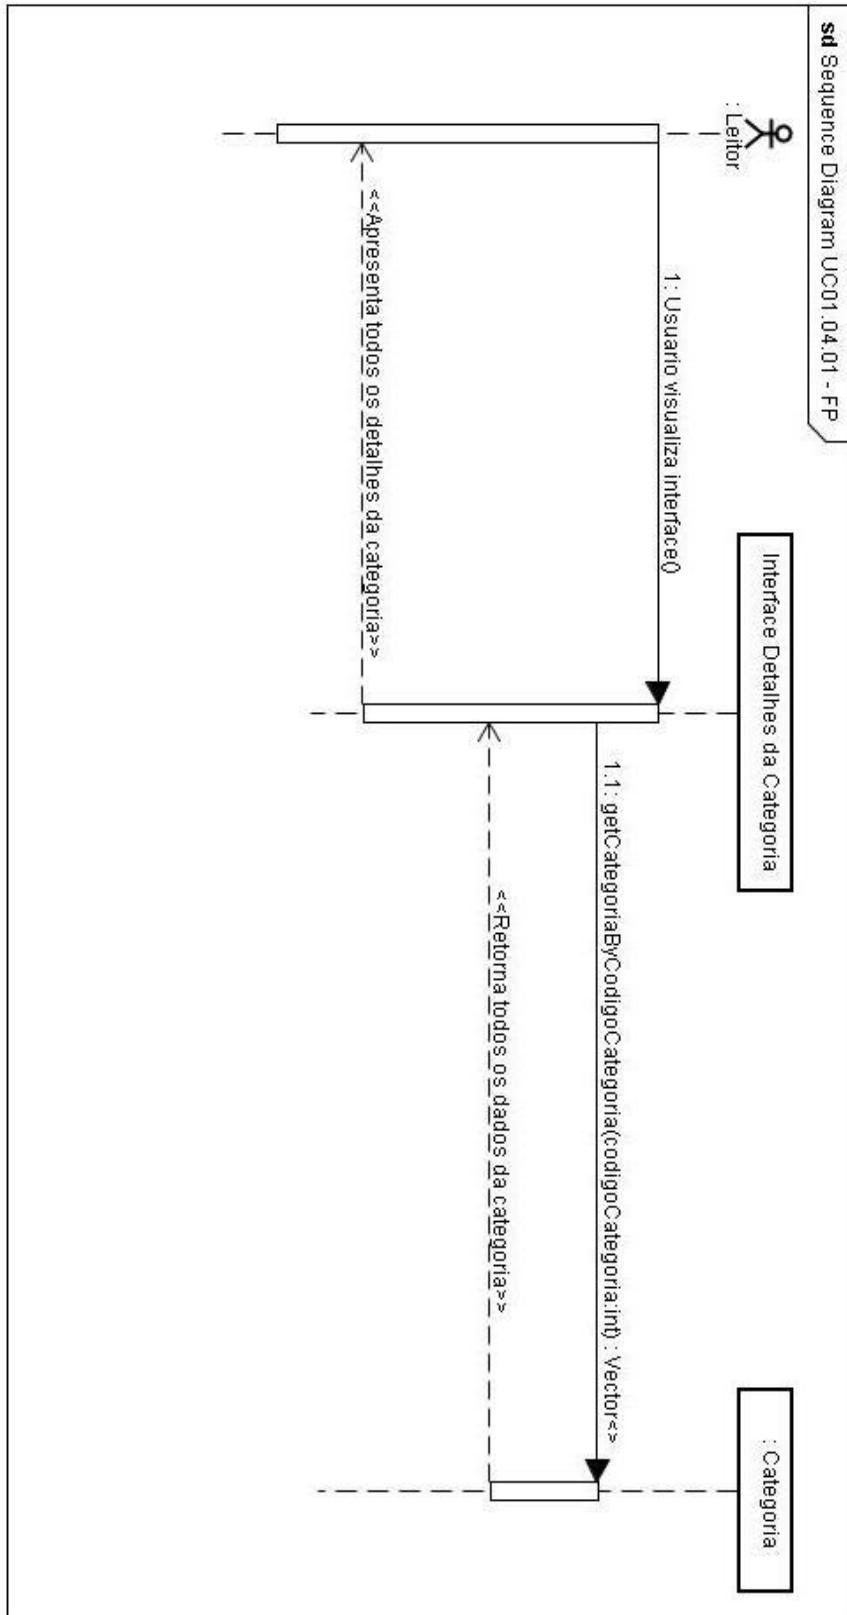 sd Sequence Diagram UC01.04.01 - FP
: Leitor
Interface Detalhes da Categoria
: Categoria
1: Usuario visualiza interface()
1.1: getCategoriaByCodigoCategoria(codigoCategoria:int) : Vector<>
<<Retorna todos os dados da categoria>>
<<Apresenta todos os detalhes da categoria>>